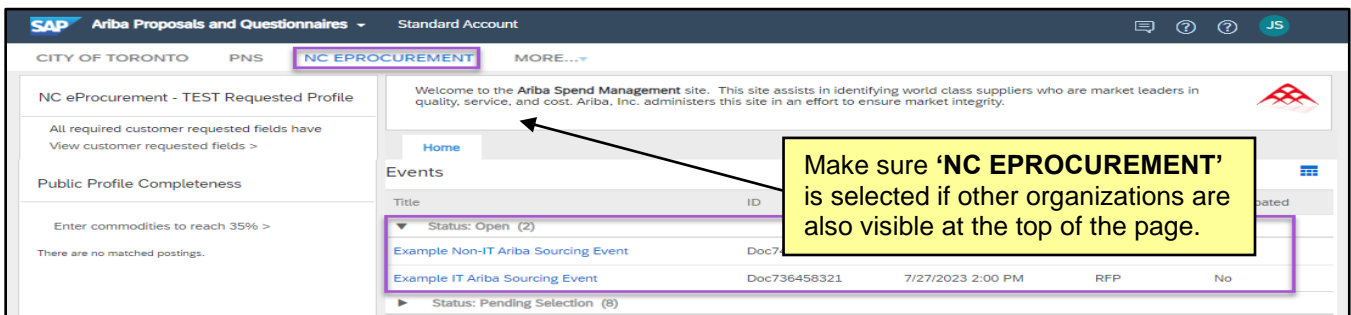 SAP Ariba Proposals and Questionnaires Standard Account JS
CITY OF TORONTO PNS NC EPROCUREMENT MORE...
NC eProcurement - TEST Requested Profile
All required customer requested fields have
View customer requested fields >
Public Profile Completeness
Enter commodities to reach 35% >
There are no matched postings.
Welcome to the Ariba Spend Management site. This site assists in identifying world class suppliers who are market leaders in
quality, service, and cost. Ariba, Inc. administers this site in an effort to ensure market integrity.
Home
Events
Title ID
Status: Open (2)
Example Non-IT Ariba Sourcing Event
Example IT Ariba Sourcing Event Doc736458321 7/27/2023 2:00 PM RFP No
Status: Pending Selection (8)
Make sure ‘NC EPROCUREMENT’
is selected if other organizations are
also visible at the top of the page.